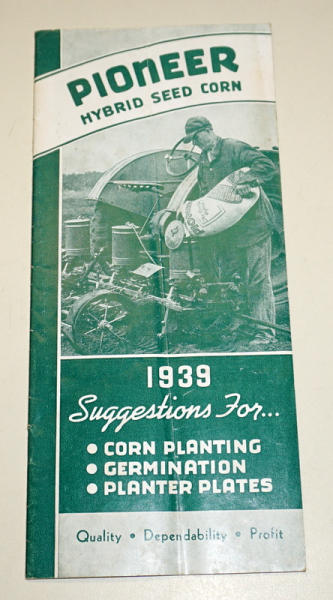 PIONEER
HYBRID SEED CORN
1939
Suggestions For...
• CORN PLANTING
• GERMINATION
• PLANTER PLATES
Quality • Dependability • Profit